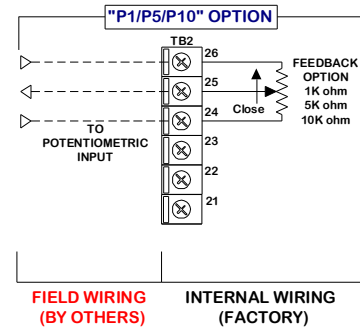 "P1/P5/P10" OPTION
TB2
26
25
24
23
22
21
Close
FEEDBACK
OPTION
1K ohm
5K ohm
10K ohm
TO
POTENTIOMETRIC
INPUT
FIELD WIRING
(BY OTHERS)
INTERNAL WIRING
(FACTORY)